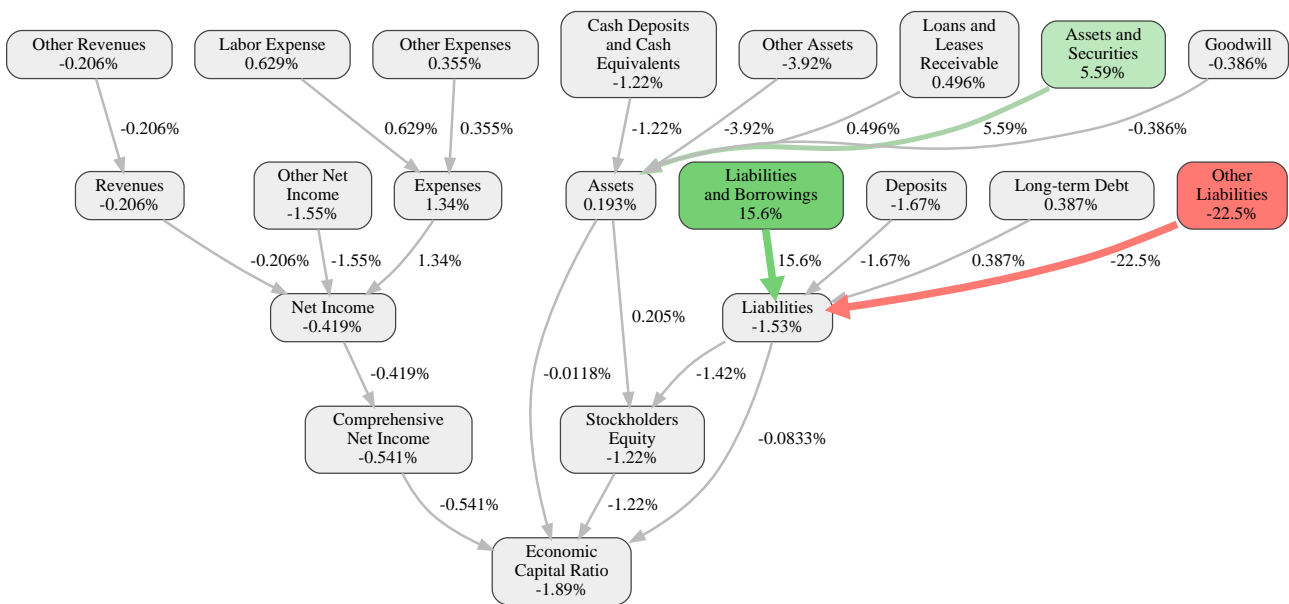 Other Revenues
-0.206%
Labor Expense
0.629%
Other Expenses
0.355%
Cash Deposits
and Cash
Equivalents
-1.22%
Other Assets
-3.92%
Loans and
Leases
Receivable
0.496%
Assets and
Securities
5.59%
Goodwill
-0.386%
-0.206%
0.629%
0.355%
-1.22%
-3.92%
0.496%
5.59%
-0.386%
Revenues
-0.206%
Other Net
Income
-1.55%
Expenses
1.34%
Assets
0.193%
Liabilities
and Borrowings
15.6%
Deposits
-1.67%
Long-term Debt
0.387%
Other
Liabilities
-22.5%
-0.206%
-1.55%
1.34%
15.6%
-1.67%
0.387%
-22.5%
Net Income
-0.419%
0.205%
Liabilities
-1.53%
-0.419%
-0.0118%
-1.42%
Comprehensive
Net Income
-0.541%
Stockholders
Equity
-1.22%
-0.0833%
-0.541%
-1.22%
Economic
Capital Ratio
-1.89%